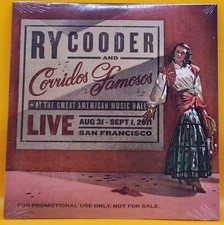 RY COODER
AND
Corridos Famosos
AT THE GREAT AMERICAN MUSIC HALL
LIVE
AUG 31 - SEPT 1, 2011
SAN FRANCISCO
FOR PROMOTIONAL USE ONLY. NOT FOR SALE.